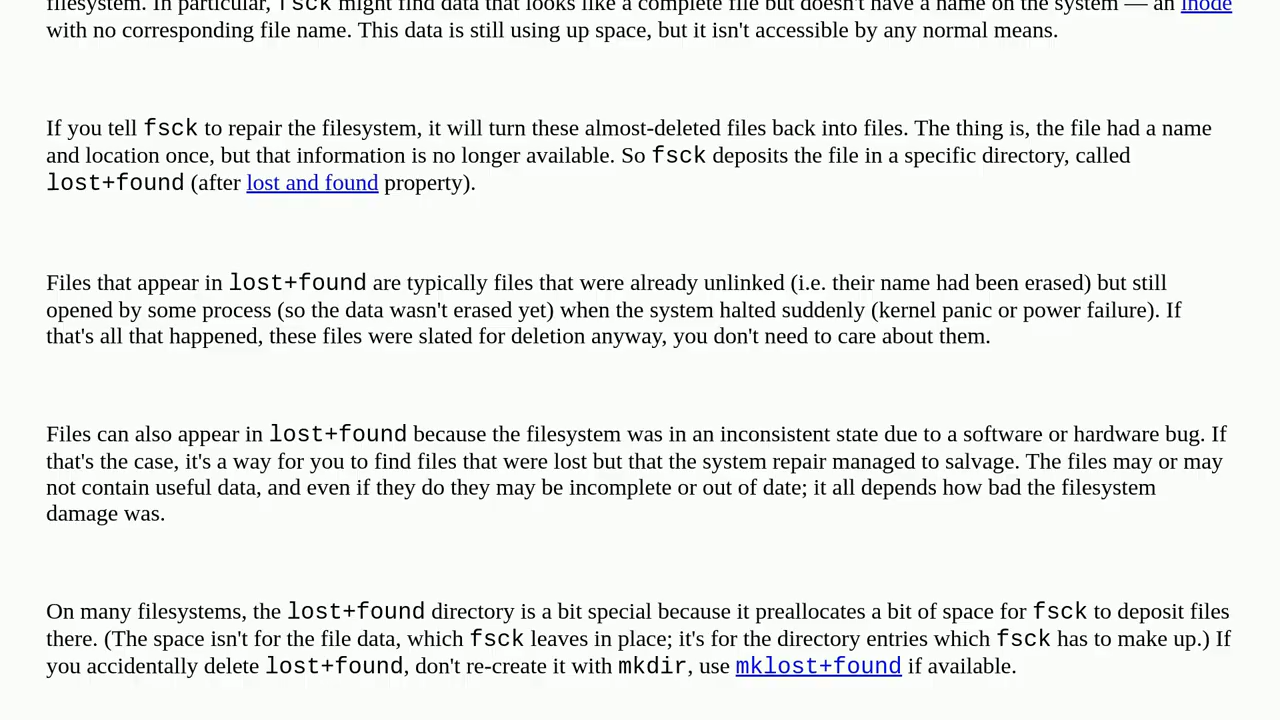 filesystem. In particular, fsck might find data that looks like a complete file but doesn't have a name on the system — an inode
with no corresponding file name. This data is still using up space, but it isn't accessible by any normal means.
If you tell fsck to repair the filesystem, it will turn these almost-deleted files back into files. The thing is, the file had a name
and location once, but that information is no longer available. So fsck deposits the file in a specific directory, called
lost+found (after lost and found property).
Files that appear in lost+found are typically files that were already unlinked (i.e. their name had been erased) but still
opened by some process (so the data wasn't erased yet) when the system halted suddenly (kernel panic or power failure). If
that's all that happened, these files were slated for deletion anyway, you don't need to care about them.
Files can also appear in lost+found because the filesystem was in an inconsistent state due to a software or hardware bug. If
that's the case, it's a way for you to find files that were lost but that the system repair managed to salvage. The files may or may
not contain useful data, and even if they do they may be incomplete or out of date; it all depends how bad the filesystem
damage was.
On many filesystems, the lost+found directory is a bit special because it preallocates a bit of space for fsck to deposit files
there. (The space isn't for the file data, which fsck leaves in place; it's for the directory entries which fsck has to make up.) If
you accidentally delete lost+found, don't re-create it with mkdir, use mklost+found if available.